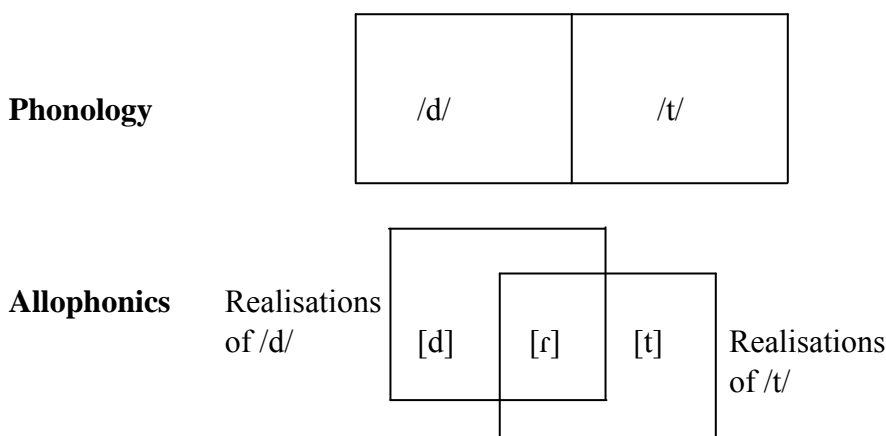 Phonology /d/ /t/
Allophonics Realisations
of /d/ [d] [ɾ] [t] Realisations
of /t/